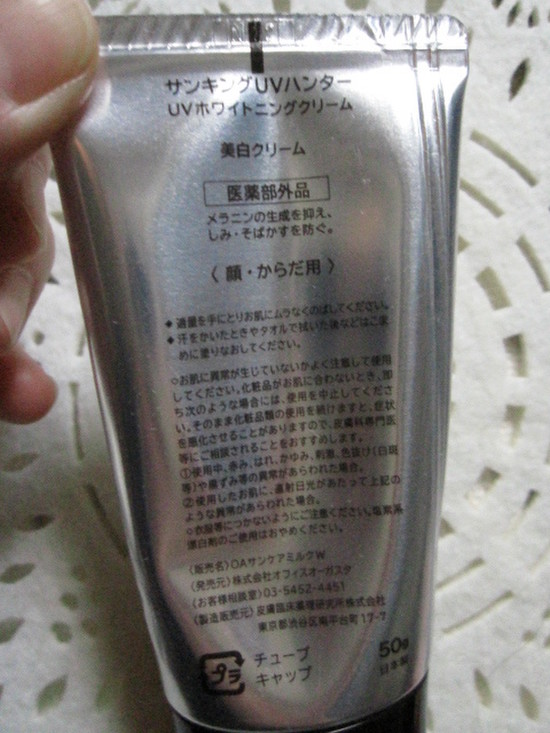 サンキングUVハンター
UVホワイトニングクリーム
美白クリーム
医薬部外品
メラニンの生成を抑え、
しみ・そばかすを防ぐ。
〈 顔・からだ用 〉
◆ 適量を手にとりお肌にムラなくのばしてください。
◆ 汗をかいたときやタオルで拭いた後などはこま
めに塗りなおしてください。
○お肌に異常が生じていないかよく注意して使用
してください。化粧品がお肌に合わないとき、即
ち次のような場合には、使用を中止してくださ
い。そのまま化粧品類の使用を続けますと、症状
を悪化させることがありますので、皮膚科専門医
等にご相談されることをおすすめします。
①使用中、赤み、はれ、かゆみ、刺激、色抜け(白斑
等)や黒ずみ等の異常があらわれた場合。
②使用したお肌に、直射日光があたって上記の
ような異常があらわれた場合。
○衣服等につかないようにご注意ください。塩素系
漂白剤のご使用はおやめください。
〈販売名〉OAサンケアミルクW
〈発売元〉株式会社オフィスオーガスタ
〈お客様相談室〉03-5452-4451
〈製造販売元〉皮膚臨床薬理研究所株式会社
東京都渋谷区南平台町17-7
プラ
チューブ
キャップ
50g
日本製